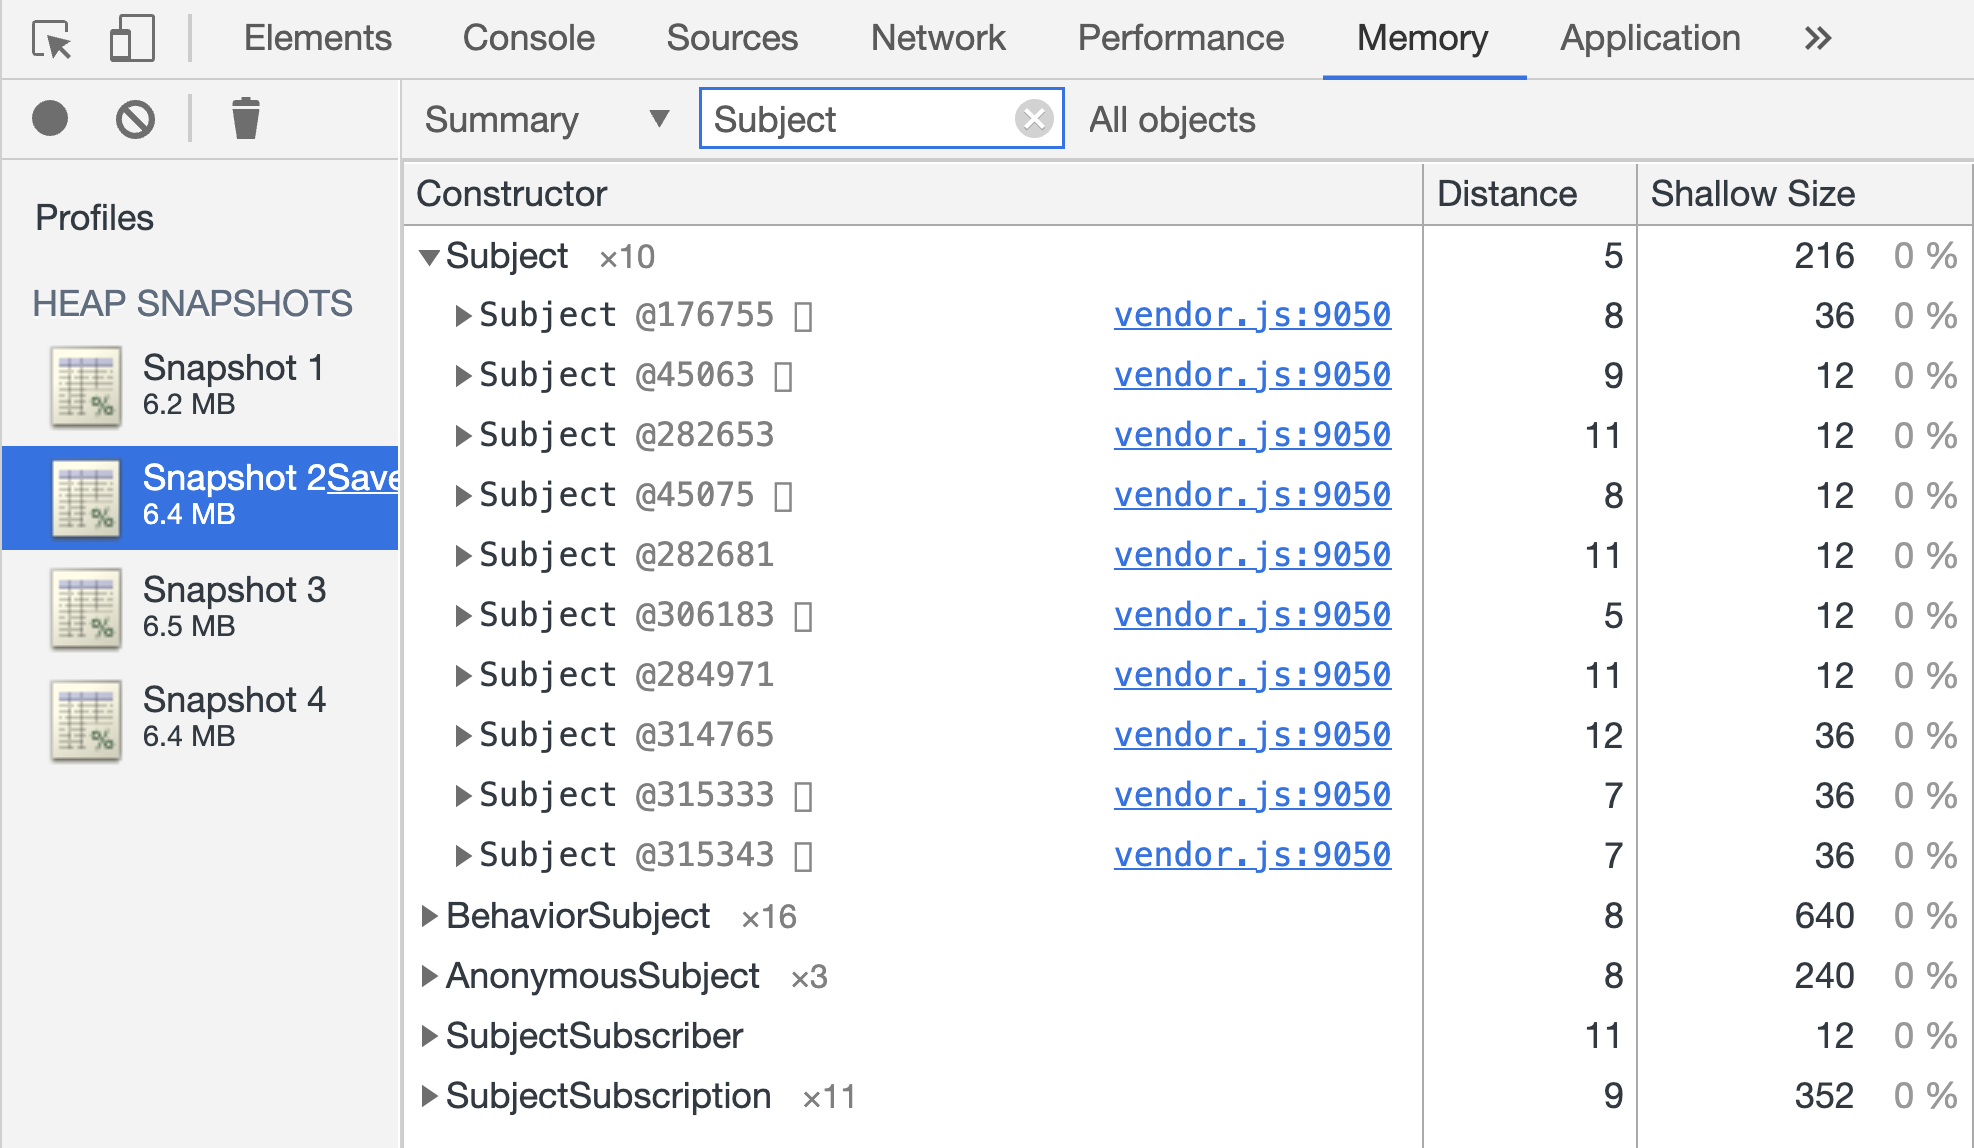 Elements Console Sources Network Performance Memory Application »
Summary ▼ Subject All objects
Profiles
HEAP SNAPSHOTS
Snapshot 1
6.2 MB
Snapshot 2Save
6.4 MB
Snapshot 3
6.5 MB
Snapshot 4
6.4 MB
Constructor Distance Shallow Size
▼Subject ×10 5 216 0 %
▶Subject @176755 ▯ vendor.js:9050 8 36 0 %
▶Subject @45063 ▯ vendor.js:9050 9 12 0 %
▶Subject @282653 vendor.js:9050 11 12 0 %
▶Subject @45075 ▯ vendor.js:9050 8 12 0 %
▶Subject @282681 vendor.js:9050 11 12 0 %
▶Subject @306183 ▯ vendor.js:9050 5 12 0 %
▶Subject @284971 vendor.js:9050 11 12 0 %
▶Subject @314765 vendor.js:9050 12 36 0 %
▶Subject @315333 ▯ vendor.js:9050 7 36 0 %
▶Subject @315343 ▯ vendor.js:9050 7 36 0 %
▶BehaviorSubject ×16 8 640 0 %
▶AnonymousSubject ×3 8 240 0 %
▶SubjectSubscriber 11 12 0 %
▶SubjectSubscription ×11 9 352 0 %